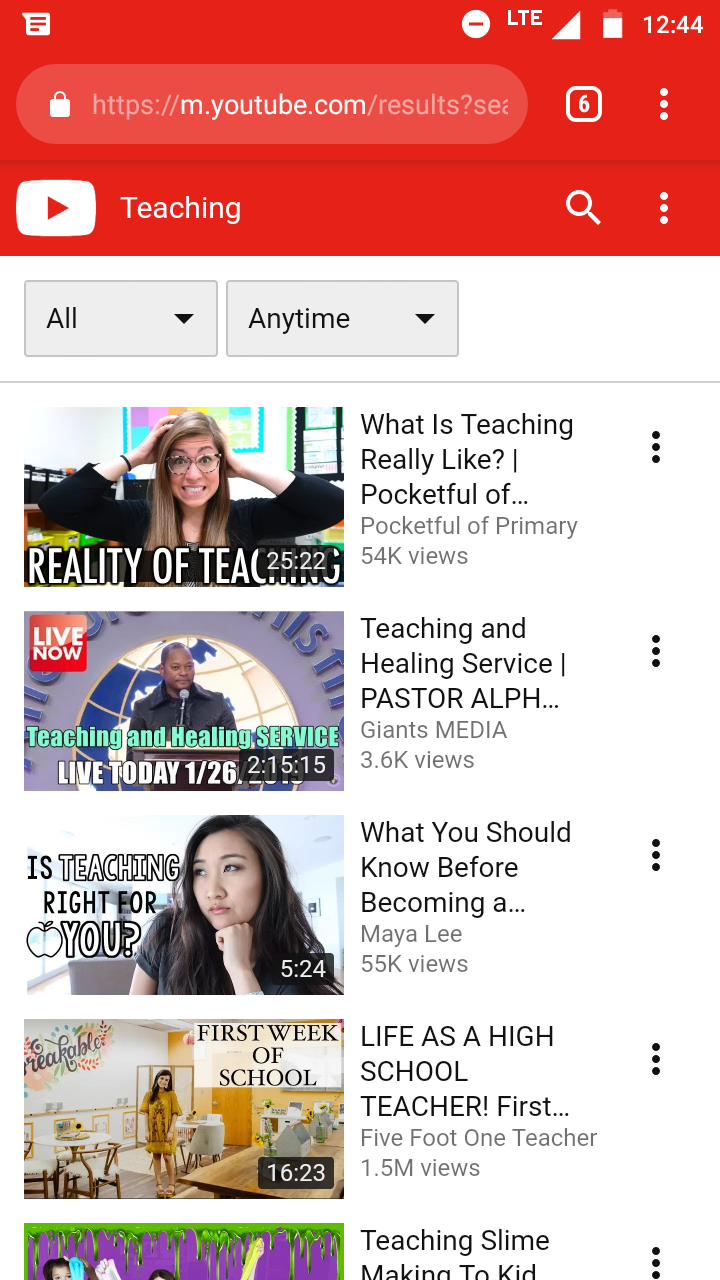 LTE 12:44
https://m.youtube.com/results?sea
6
Teaching
All
Anytime
REALITY OF TEACHING
25:22
What Is Teaching
Really Like? |
Pocketful of…
Pocketful of Primary
54K views
LIVE
NOW
Teaching and Healing SERVICE
LIVE TODAY 1/26
2:15:15
Teaching and
Healing Service |
PASTOR ALPH…
Giants MEDIA
3.6K views
IS TEACHING
RIGHT FOR
YOU?
5:24
What You Should
Know Before
Becoming a…
Maya Lee
55K views
reakable
FIRST WEEK
OF
SCHOOL
16:23
LIFE AS A HIGH
SCHOOL
TEACHER! First…
Five Foot One Teacher
1.5M views
Teaching Slime
Making To Kid